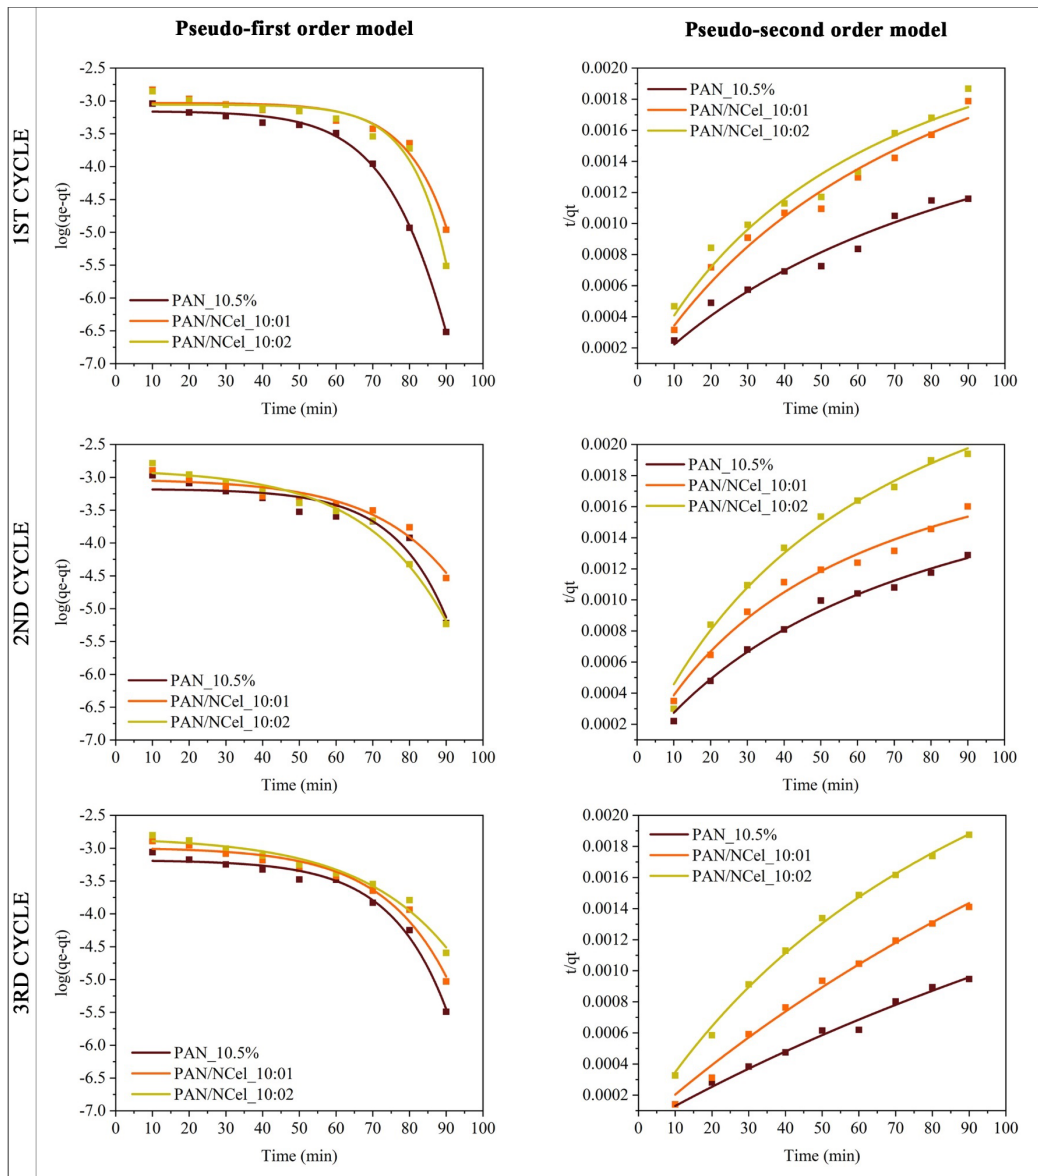 Pseudo-first order model
Pseudo-second order model
1ST CYCLE
-2.5
-3.0
-3.5
-4.0
-4.5
-5.0
-5.5
-6.0
-6.5
-7.0
log(qe-qt)
PAN_10.5%
PAN/NCel_10:01
PAN/NCel_10:02
0 10 20 30 40 50 60 70 80 90 100
Time (min)
0.0020
0.0018
0.0016
0.0014
0.0012
0.0010
0.0008
0.0006
0.0004
0.0002
t/qt
PAN_10.5%
PAN/NCel_10:01
PAN/NCel_10:02
0 10 20 30 40 50 60 70 80 90 100
Time (min)
2ND CYCLE
-2.5
-3.0
-3.5
-4.0
-4.5
-5.0
-5.5
-6.0
-6.5
-7.0
log(qe-qt)
PAN_10.5%
PAN/NCel_10:01
PAN/NCel_10:02
0 10 20 30 40 50 60 70 80 90 100
Time (min)
0.0020
0.0018
0.0016
0.0014
0.0012
0.0010
0.0008
0.0006
0.0004
0.0002
t/qt
PAN_10.5%
PAN/NCel_10:01
PAN/NCel_10:02
0 10 20 30 40 50 60 70 80 90 100
Time (min)
3RD CYCLE
-2.5
-3.0
-3.5
-4.0
-4.5
-5.0
-5.5
-6.0
-6.5
-7.0
log(qe-qt)
PAN_10.5%
PAN/NCel_10:01
PAN/NCel_10:02
0 10 20 30 40 50 60 70 80 90 100
Time (min)
0.0020
0.0018
0.0016
0.0014
0.0012
0.0010
0.0008
0.0006
0.0004
0.0002
t/qt
PAN_10.5%
PAN/NCel_10:01
PAN/NCel_10:02
0 10 20 30 40 50 60 70 80 90 100
Time (min)